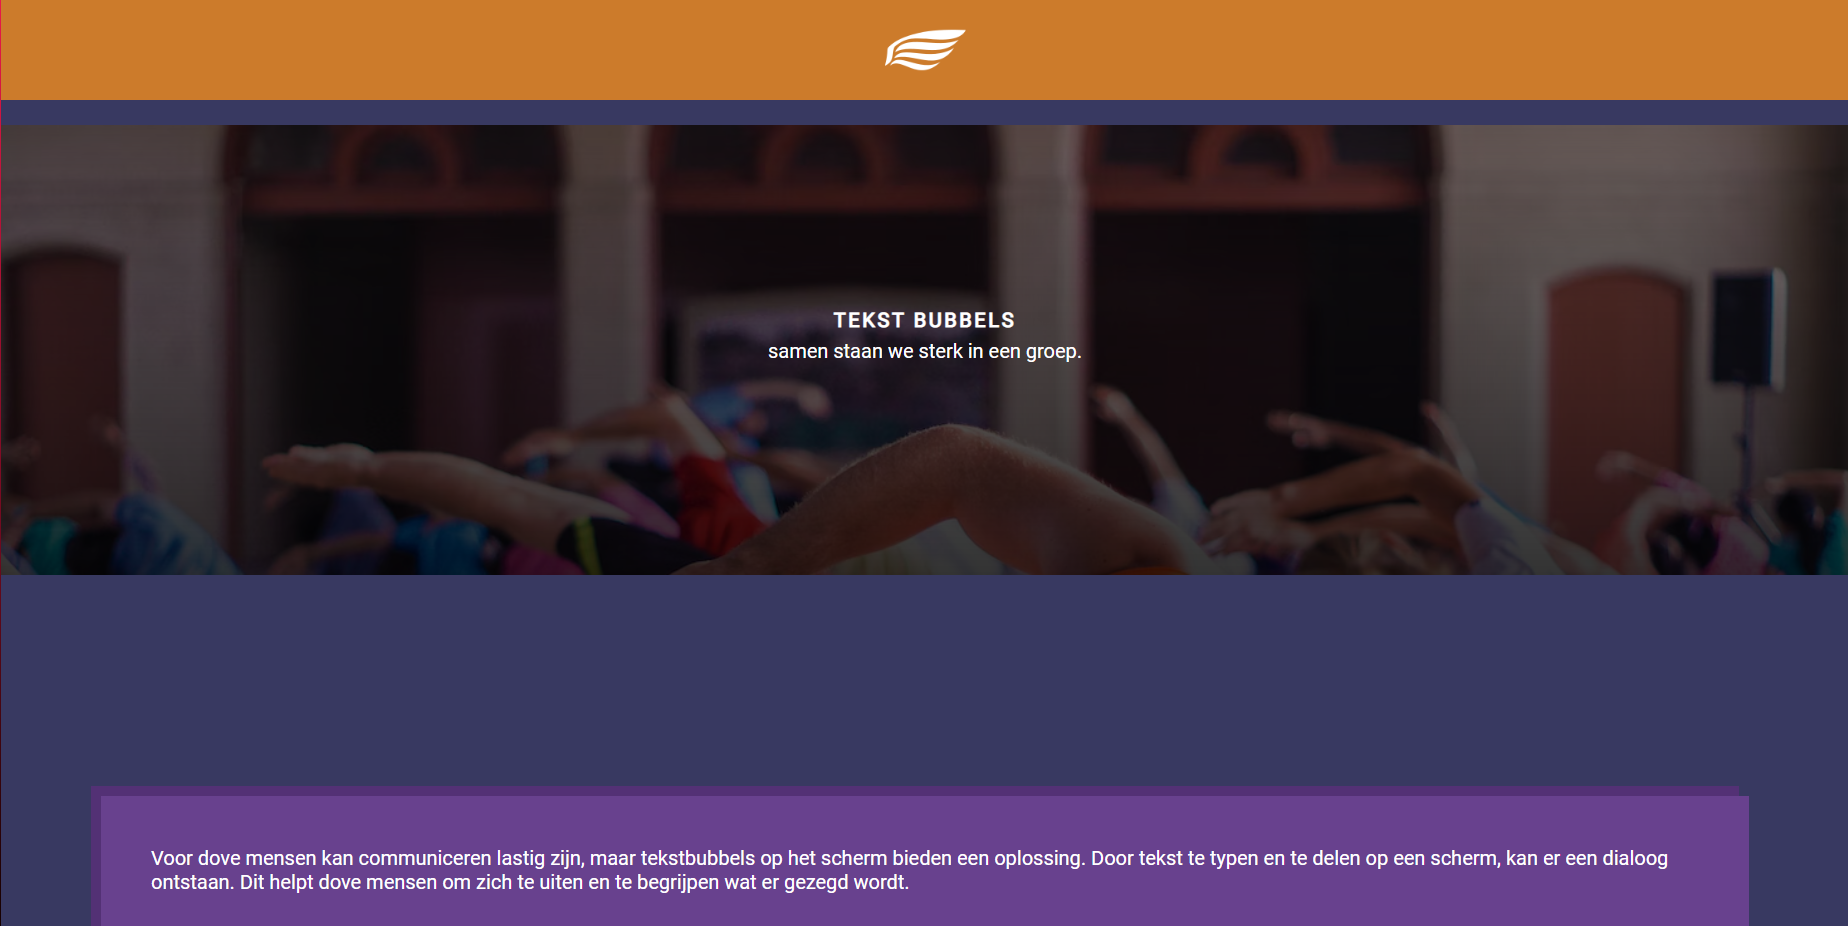 TEKST BUBBELS
samen staan we sterk in een groep.
Voor dove mensen kan communiceren lastig zijn, maar tekstbubbels op het scherm bieden een oplossing. Door tekst te typen en te delen op een scherm, kan er een dialoog
ontstaan. Dit helpt dove mensen om zich te uiten en te begrijpen wat er gezegd wordt.